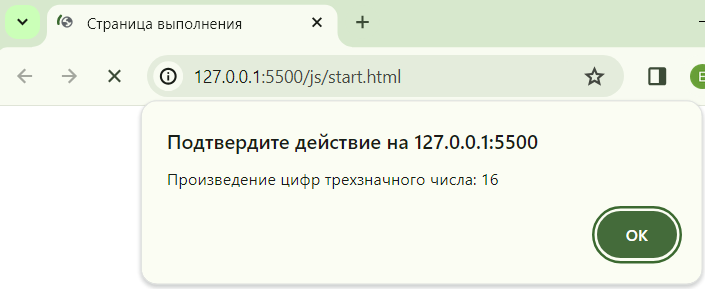 Страница выполнения
127.0.0.1:5500/js/start.html
Подтвердите действие на 127.0.0.1:5500
Произведение цифр трехзначного числа: 16
ОК